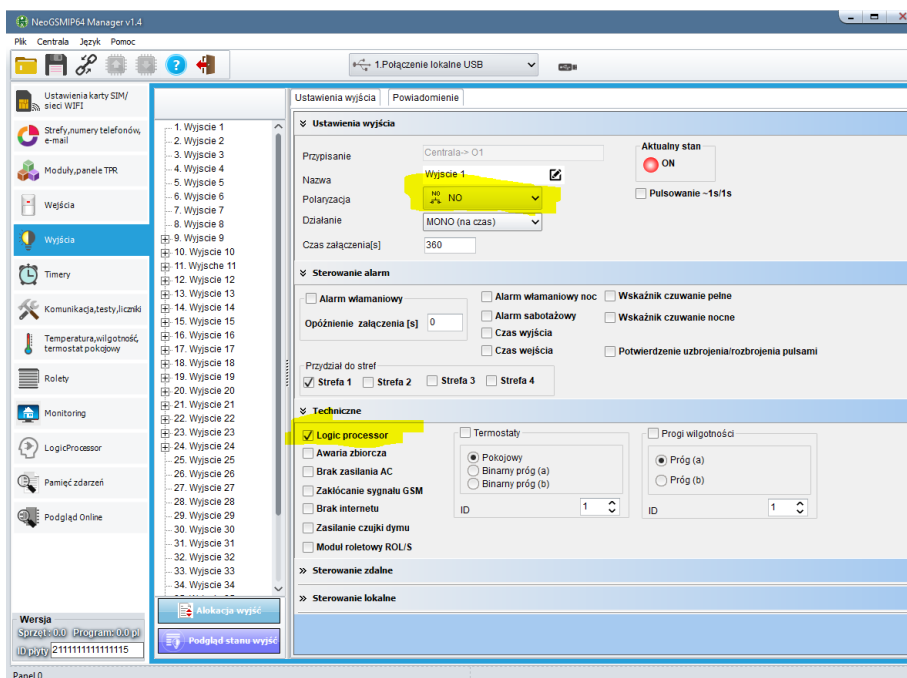 NeoGSMIP64 Manager v1.4
Plik Centrala Język Pomoc
1.Połączenie lokalne USB
Ustawienia karty SIM/
sieci WIFI
Strefy,numery telefonów,
e-mail
Moduły,panele TPR
Wejścia
Wyjścia
Timery
Komunikacja,testy,liczniki
Temperatura,wilgotność,
termostat pokojowy
Rolety
Monitoring
LogicProcessor
Pamięć zdarzeń
Podgląd Online
Wersja
Sprzęt: 0.0 Program: 0.0 pl
ID płyty 2111111111111115
Panel 0
1. Wyjscie 1
2. Wyjscie 2
3. Wyjscie 3
4. Wyjscie 4
5. Wyjscie 5
6. Wyjscie 6
7. Wyjscie 7
8. Wyjscie 8
9. Wyjscie 9
10. Wyjscie 10
11. Wyjsche 11
12. Wyjscie 12
13. Wyjscie 13
14. Wyjscie 14
15. Wyjscie 15
16. Wyjscie 16
17. Wyjscie 17
18. Wyjscie 18
19. Wyjscie 19
20. Wyjscie 20
21. Wyjscie 21
22. Wyjscie 22
23. Wyjscie 23
24. Wyjscie 24
25. Wyjscie 25
26. Wyjscie 26
27. Wyjscie 27
28. Wyjscie 28
29. Wyjscie 29
30. Wyjscie 30
31. Wyjscie 31
32. Wyjscie 32
33. Wyjscie 33
34. Wyjscie 34
Alokacja wyjść
Podgląd stanu wyjść
Ustawienia wyjścia Powiadomienie
Ustawienia wyjścia
Przypisanie Centrala-> O1
Nazwa Wyjscie 1
Polaryzacja NO NO
Działanie MONO (na czas)
Czas załączenia[s] 360
Aktualny stan
ON
Pulsowanie ~1s/1s
Sterowanie alarm
Alarm włamaniowy
Opóźnienie załączenia [s] 0
Alarm włamaniowy noc
Alarm sabotażowy
Czas wyjścia
Czas wejścia
Wskaźnik czuwanie pełne
Wskaźnik czuwanie nocne
Potwierdzenie uzbrojenia/rozbrojenia pulsami
Przydział do stref
Strefa 1 Strefa 2 Strefa 3 Strefa 4
Techniczne
Logic processor
Awaria zbiorcza
Brak zasilania AC
Zakłócanie sygnału GSM
Brak internetu
Zasilanie czujki dymu
Moduł roletowy ROL/S
Termostaty
Pokojowy
Binarny próg (a)
Binarny próg (b)
ID 1
Progi wilgotności
Próg (a)
Próg (b)
ID 1
Sterowanie zdalne
Sterowanie lokalne